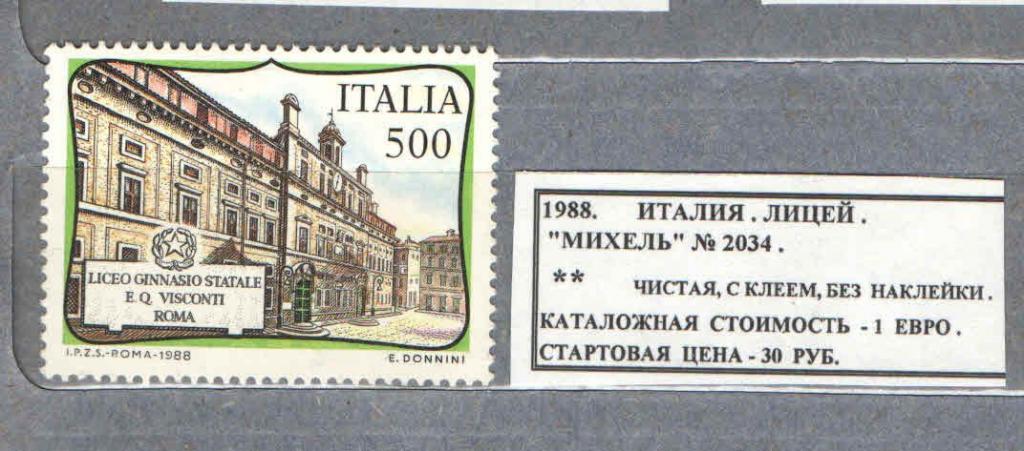 ITALIA
500
LICEO GINNASIO STATALE
E. Q. VISCONTI
ROMA
I.P.Z.S.-ROMA-1988
E. DONNINI
1988. ИТАЛИЯ . ЛИЦЕЙ .
"МИХЕЛЬ" № 2034 .
** ЧИСТАЯ, С КЛЕЕМ, БЕЗ НАКЛЕЙКИ .
КАТАЛОЖНАЯ СТОИМОСТЬ - 1 ЕВРО .
СТАРТОВАЯ ЦЕНА - 30 РУБ.